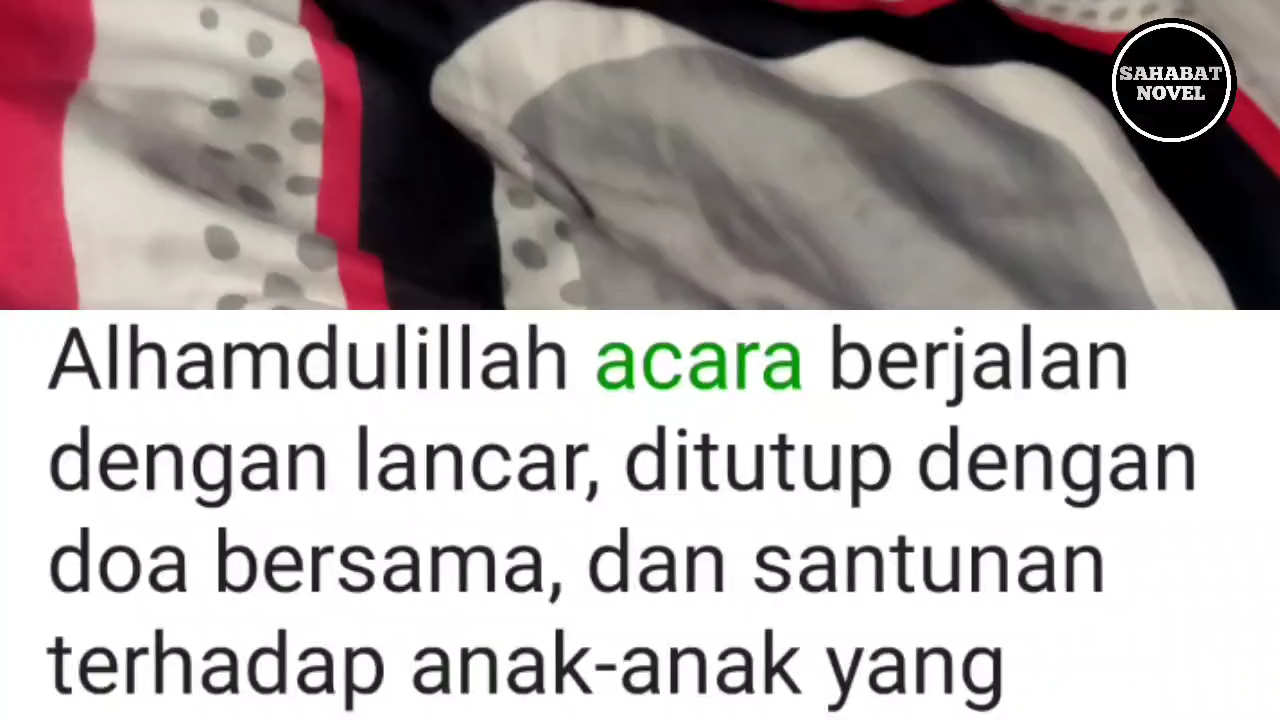 SAHABAT
NOVEL
Alhamdulillah acara berjalan
dengan lancar, ditutup dengan
doa bersama, dan santunan
terhadap anak-anak yang